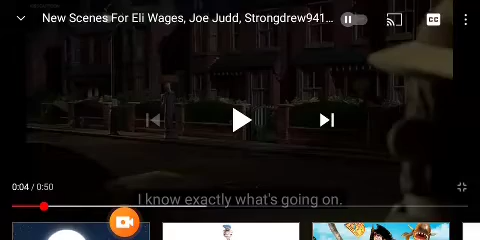 New Scenes For Eli Wages, Joe Judd, Strongdrew941...
CC
0:04 / 0:50
I know exactly what's going on.